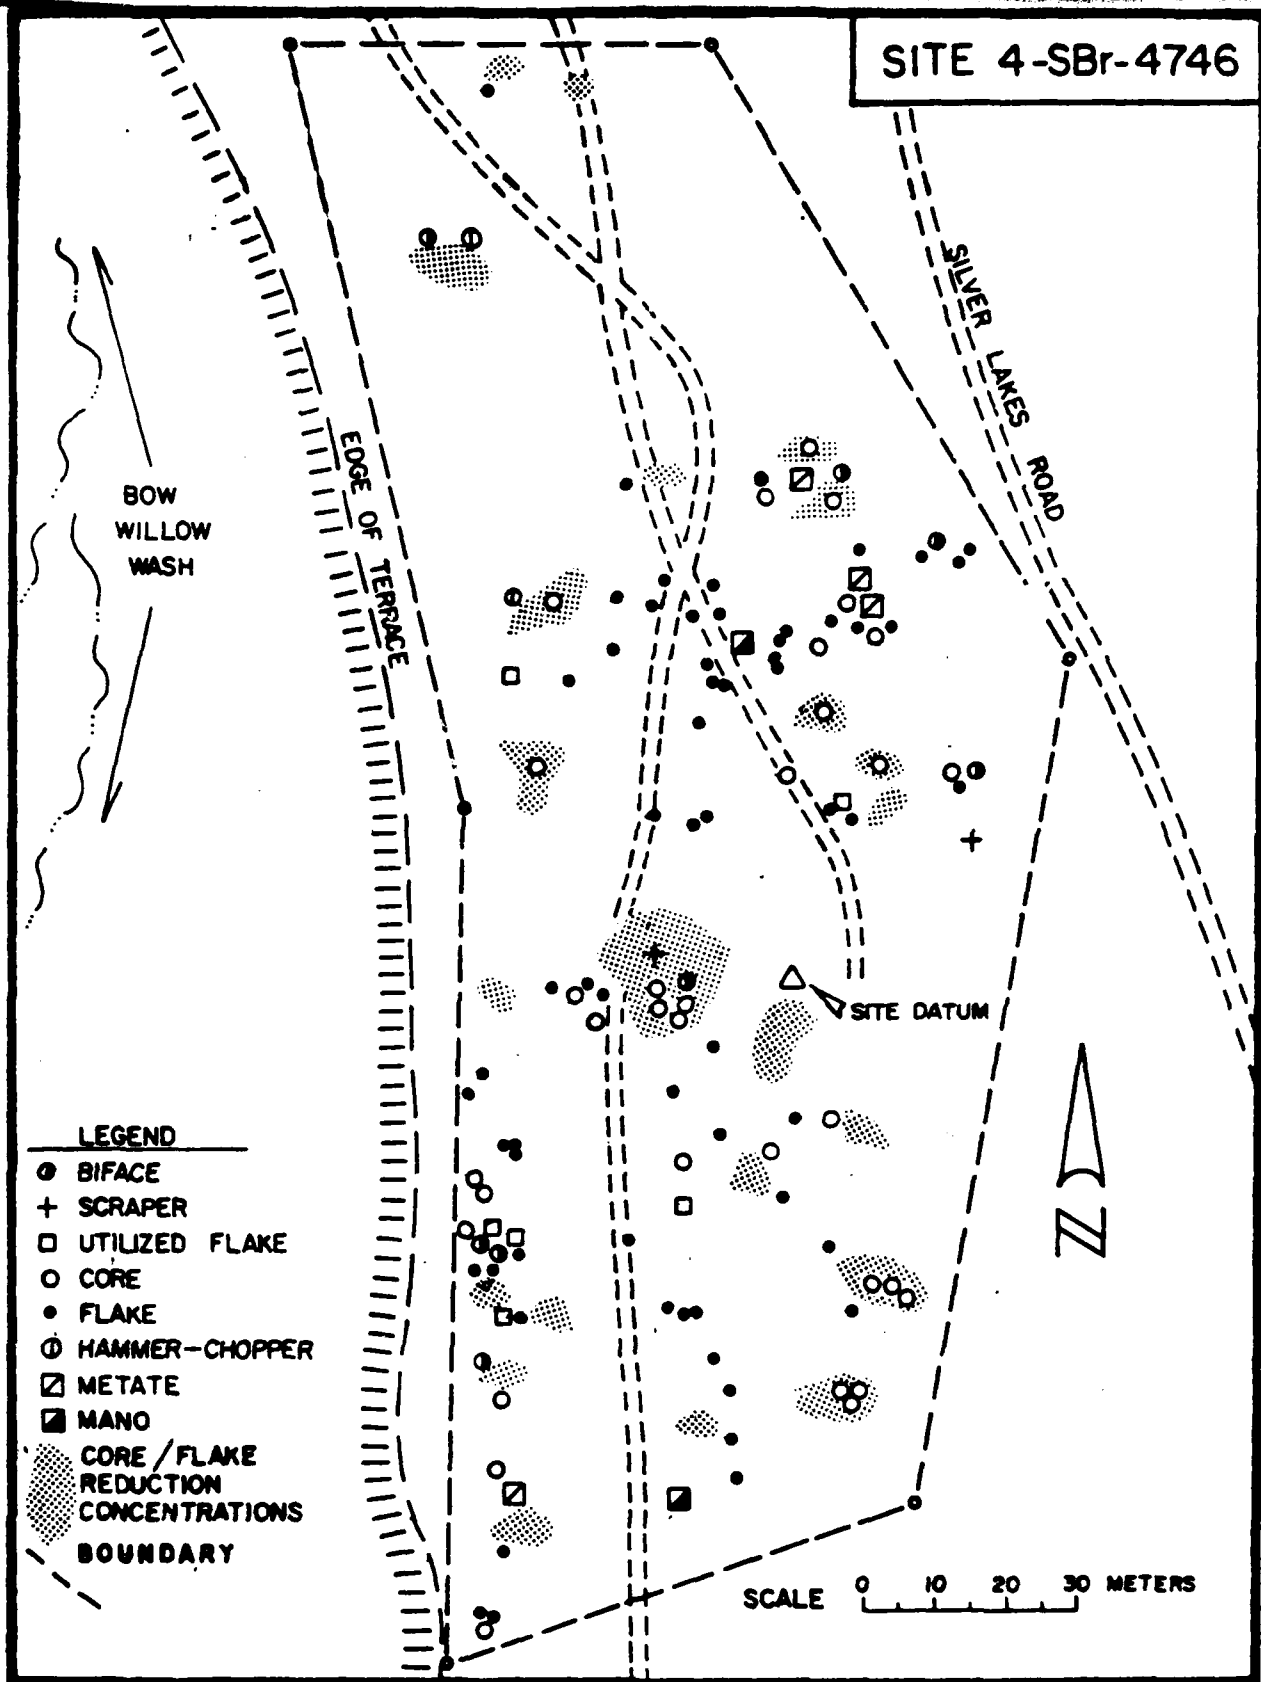 SITE 4-SBr-4746
SILVER LAKES ROAD
EDGE OF TERRACE
BOW
WILLOW
WASH
SITE DATUM
N
LEGEND
BIFACE
SCRAPER
UTILIZED FLAKE
CORE
FLAKE
HAMMER-CHOPPER
METATE
MANO
CORE/FLAKE
REDUCTION
CONCENTRATIONS
BOUNDARY
SCALE 0 10 20 30 METERS